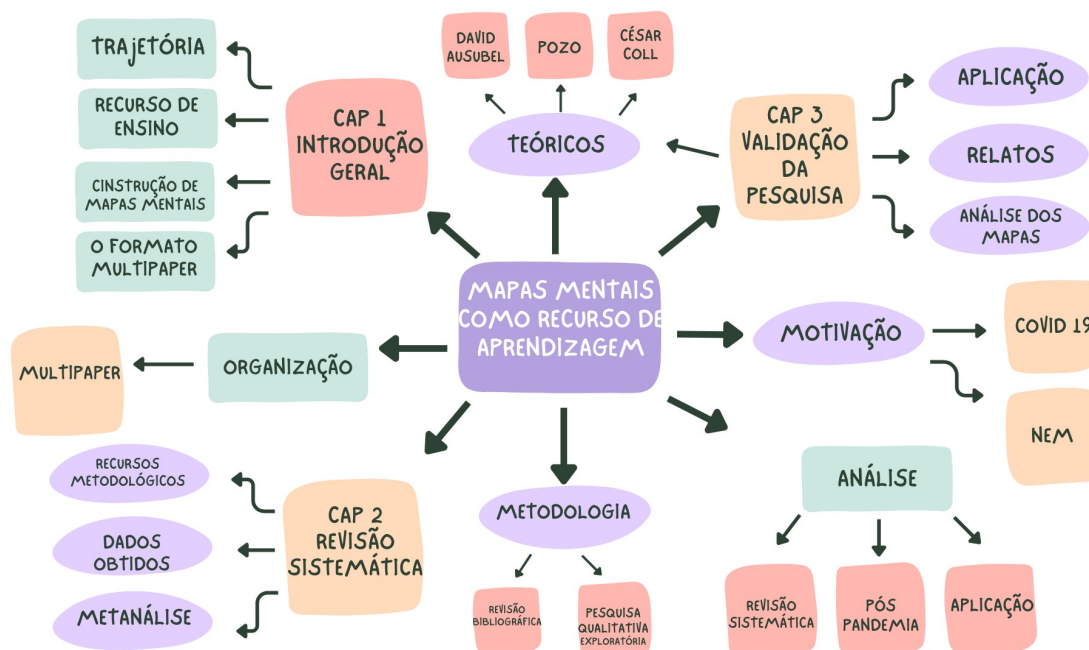 TRAJETÓRIA
RECURSO DE
ENSINO
CINSTRUÇÃO DE
MAPAS MENTAIS
O FORMATO
MULTIPAPER
CAP 1
INTRODUÇÃO
GERAL
DAVID
AUSUBEL
POZO
CÉSAR
COLL
TEÓRICOS
CAP 3
VALIDAÇÃO
DA
PESQUISA
APLICAÇÃO
RELATOS
ANÁLISE DOS
MAPAS
MAPAS MENTAIS
COMO RECURSO DE
APRENDIZAGEM
MOTIVAÇÃO
COVID 19
NEM
MULTIPAPER
ORGANIZAÇÃO
RECURSOS
METODOLÓGICOS
DADOS
OBTIDOS
METANÁLISE
CAP 2
REVISÃO
SISTEMÁTICA
METODOLOGIA
REVISÃO
BIBLIOGRÁFICA
PESQUISA
QUALITATIVA
EXPLORATÓRIA
ANÁLISE
REVISÃO
SISTEMÁTICA
PÓS
PANDEMIA
APLICAÇÃO